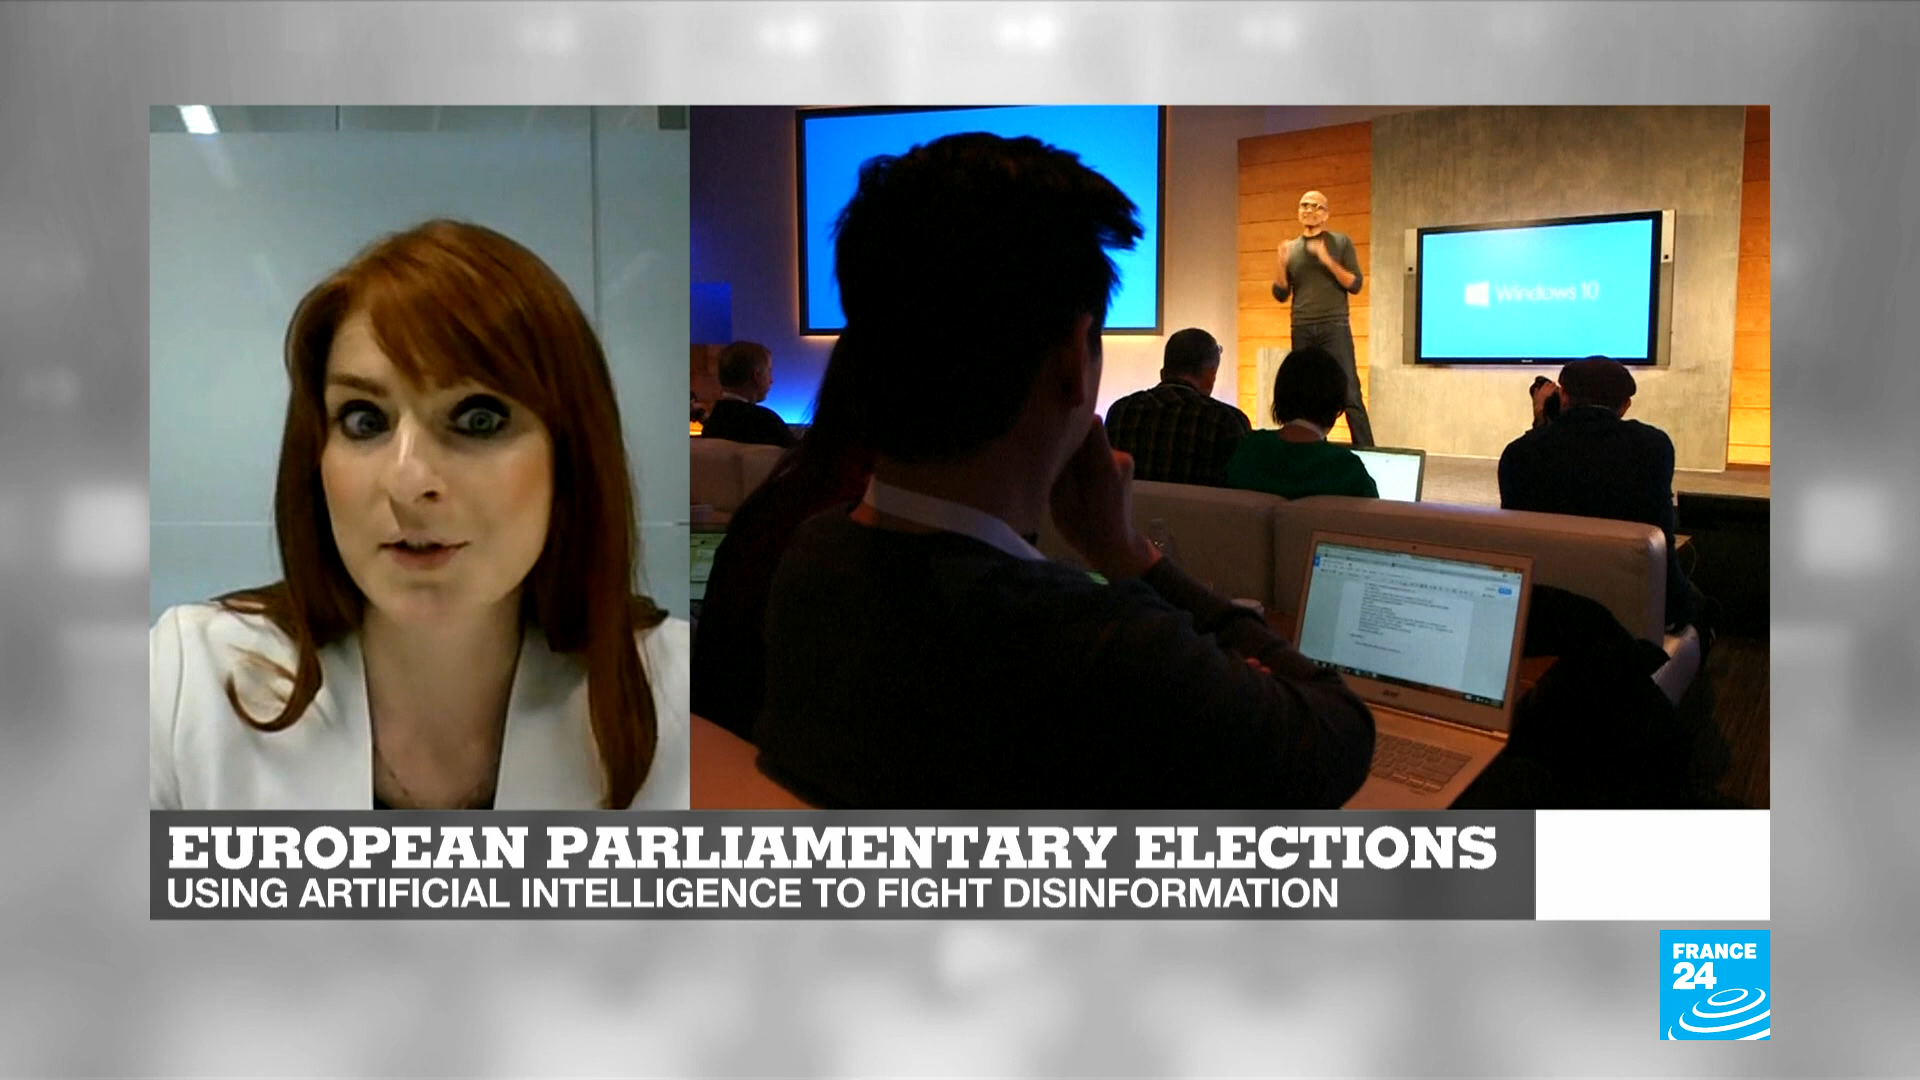 Windows 10
EUROPEAN PARLIAMENTARY ELECTIONS
USING ARTIFICIAL INTELLIGENCE TO FIGHT DISINFORMATION
FRANCE
24